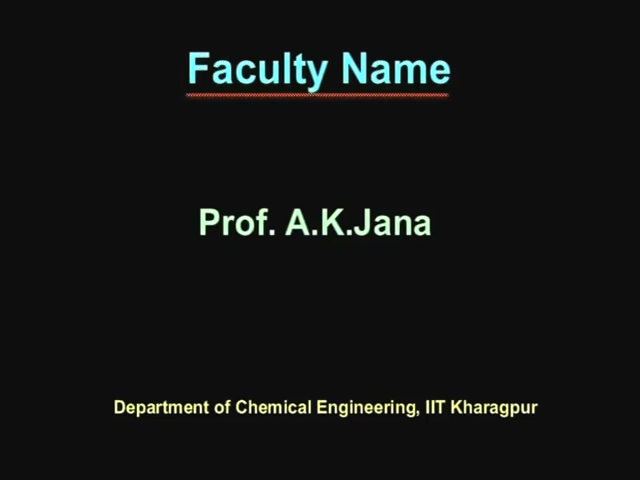 Faculty Name
Prof. A.K.Jana
Department of Chemical Engineering, IIT Kharagpur